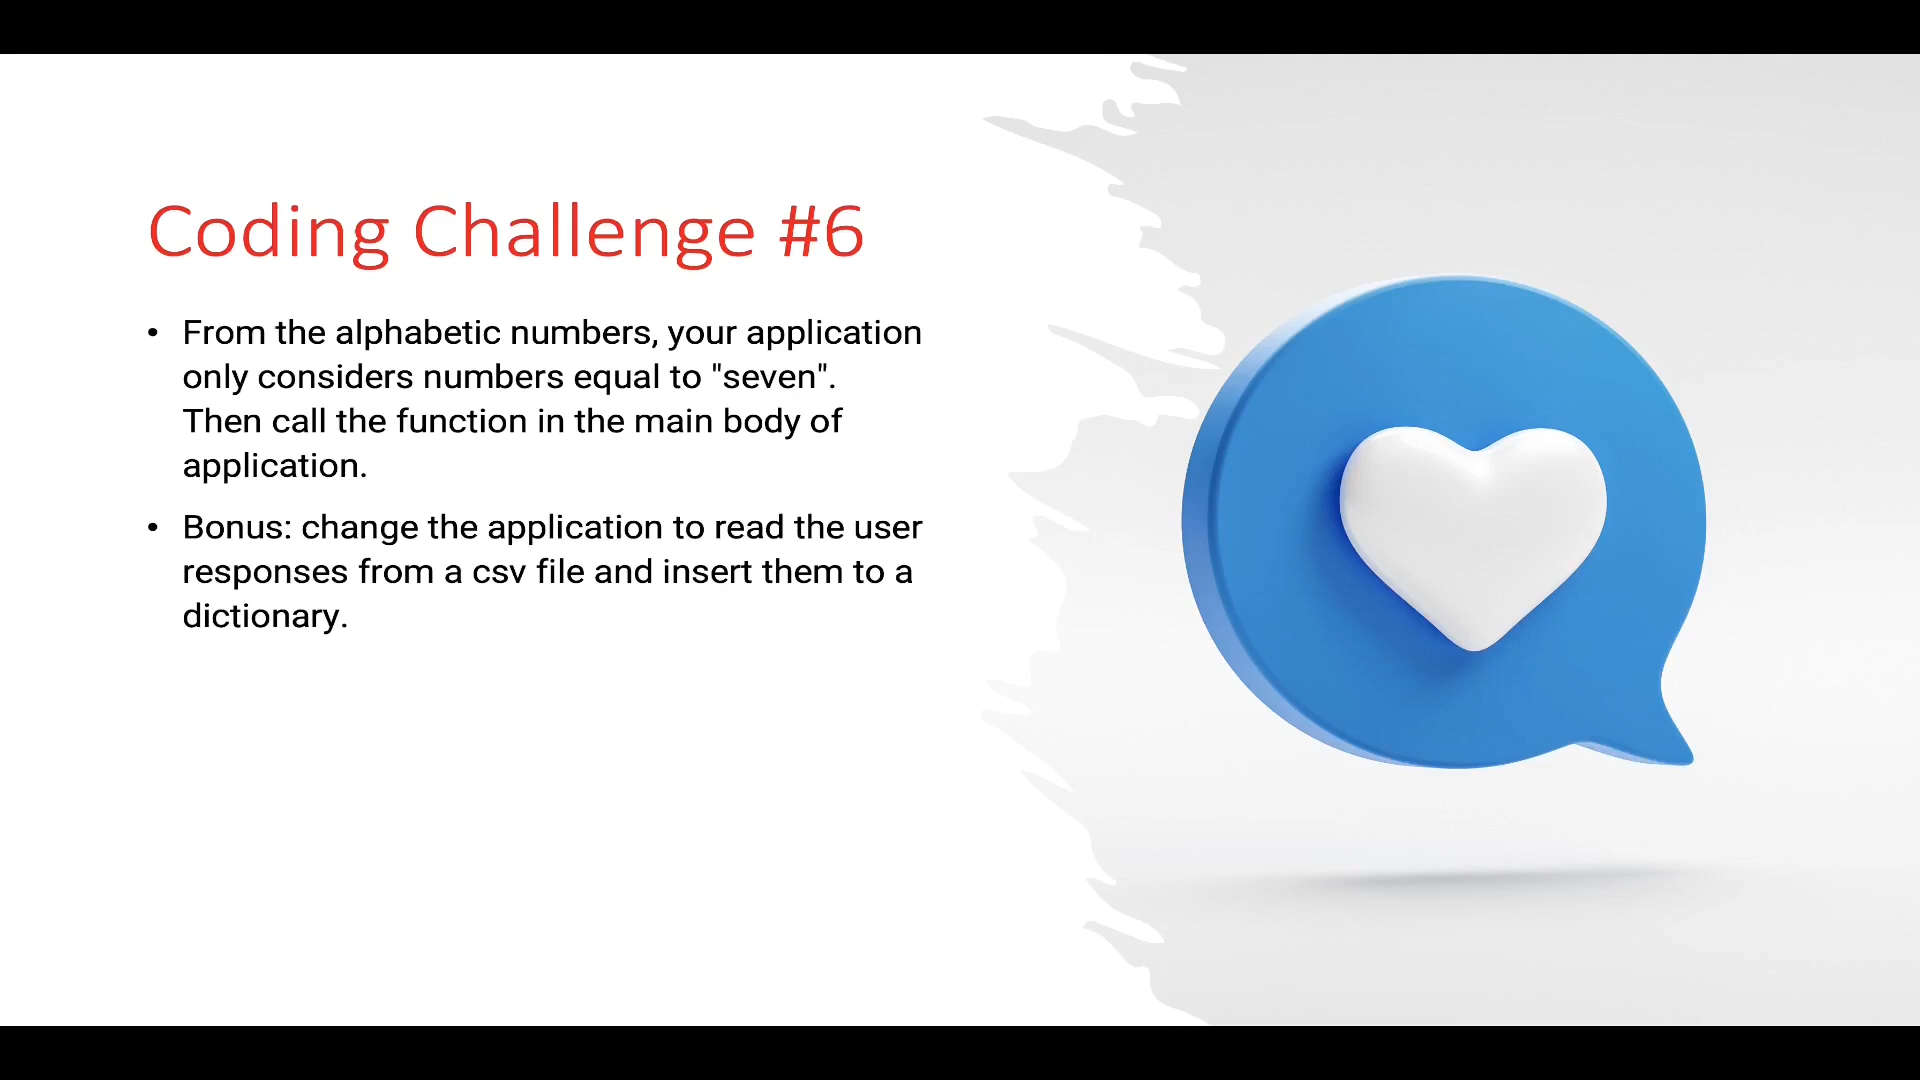 Coding Challenge #6
• From the alphabetic numbers, your application
only considers numbers equal to "seven".
Then call the function in the main body of
application.
• Bonus: change the application to read the user
responses from a csv file and insert them to a
dictionary.